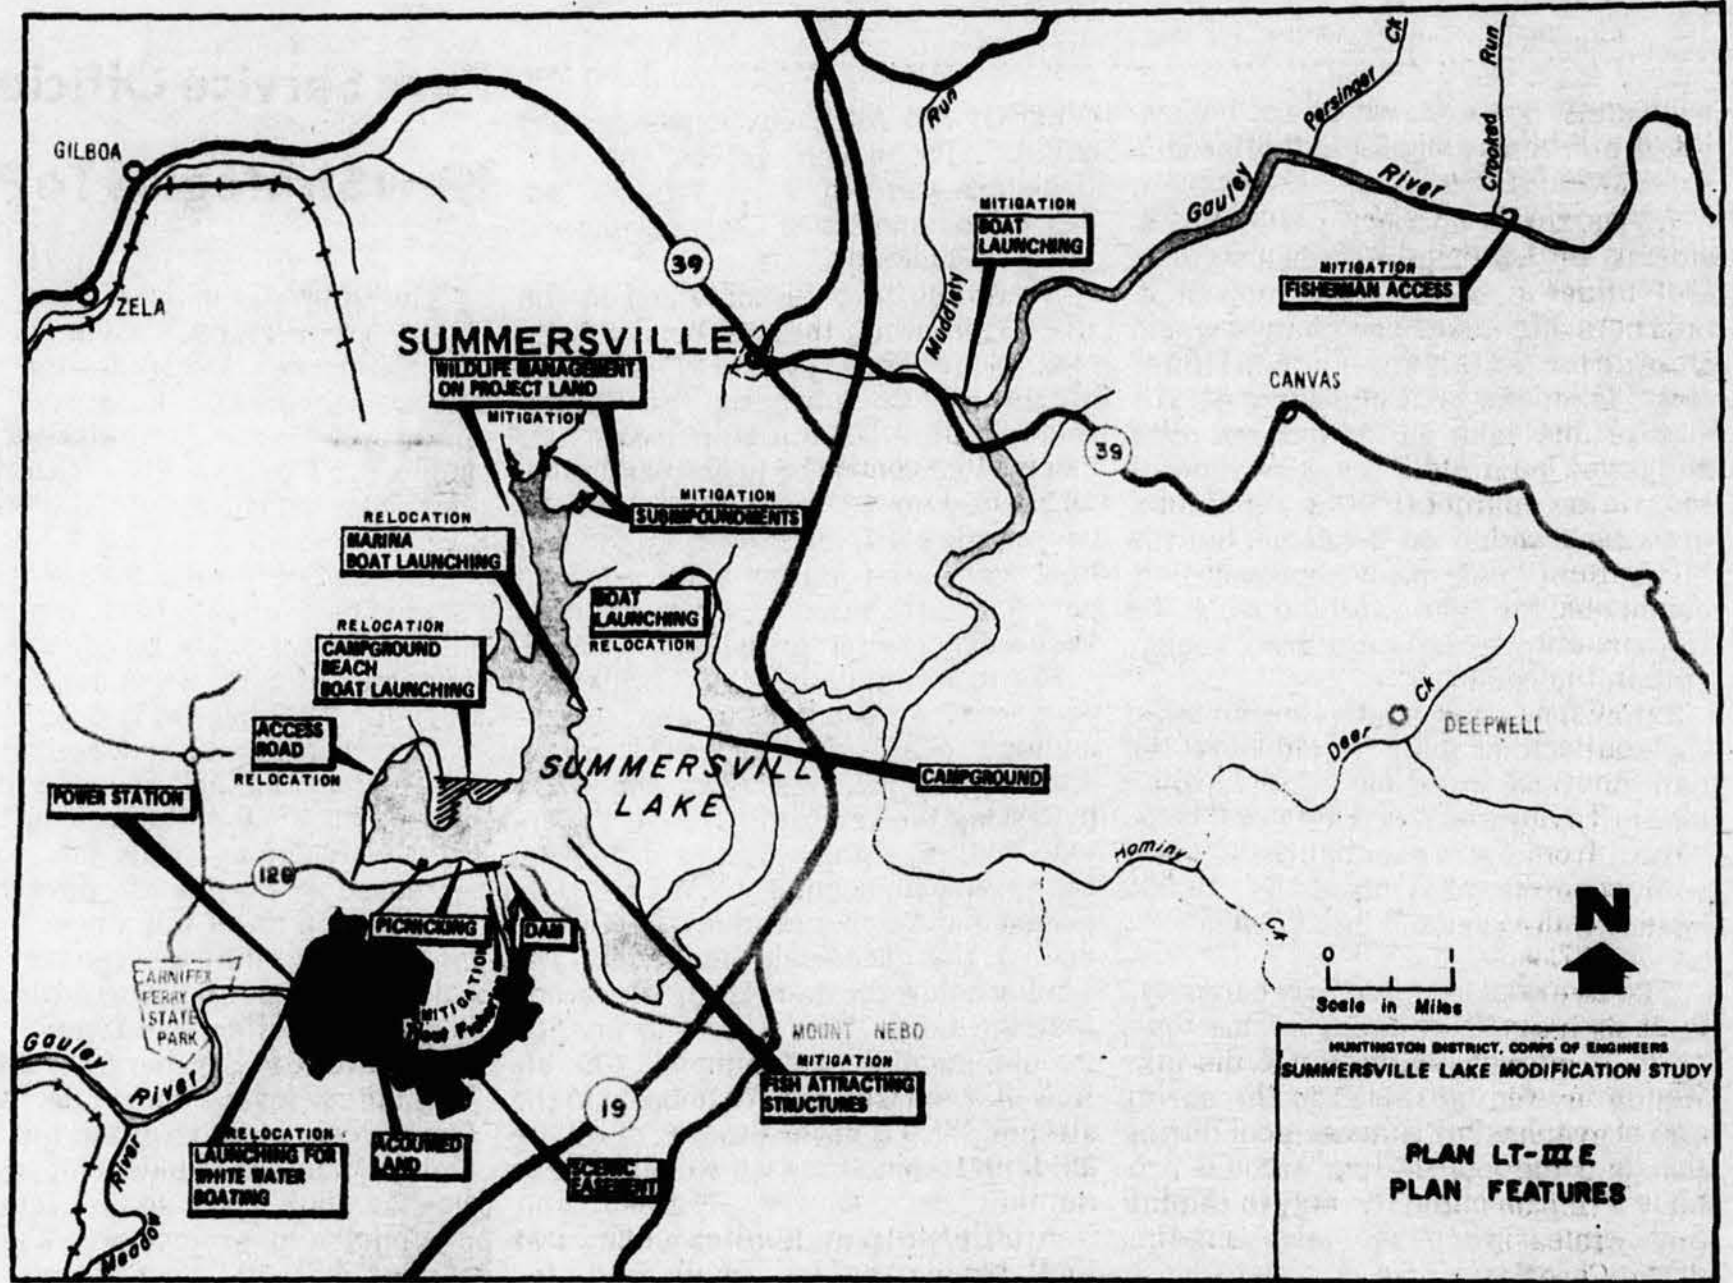 Persinger Ck
Crooked Run
Run
GILBOA
Gauley
River
MITIGATION
BOAT
LAUNCHING
39
MITIGATION
FISHERMAN ACCESS
ZELA
Muddlety
SUMMERSVILLE
WILDLIFE MANAGEMENT
ON PROJECT LAND
MITIGATION
CANVAS
39
MITIGATION
SUBIMPOUNDMENTS
RELOCATION
MARINA
BOAT LAUNCHING
BOAT
LAUNCHING
RELOCATION
RELOCATION
CAMPGROUND
BEACH
BOAT LAUNCHING
ACCESS
ROAD
RELOCATION
Deer Ck
DEEPWELL
SUMMERSVILL
LAKE
CAMPGROUND
POWER STATION
129
Hominy
Ck
PICNICKING
DAM
N
0 1
Scale in Miles
CARNIFEX
FERRY
STATE
PARK
MITIGATION
MOUNT NEBO
Gauley
River
MITIGATION
FISH ATTRACTING
STRUCTURES
19
HUNTINGTON DISTRICT, CORPS OF ENGINEERS
SUMMERSVILLE LAKE MODIFICATION STUDY
RELOCATION
LAUNCHING FOR
WHITE WATER
BOATING
ACQUIRED
LAND
SCENIC
EASEMENT
PLAN LT-III E
PLAN FEATURES
River
Meadow